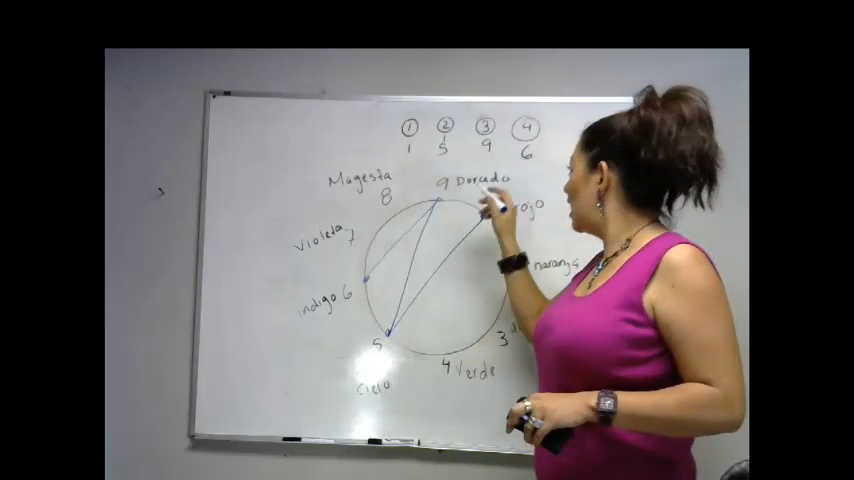 1 2 3 4
1 5 9 6
Magesta
8
9 Dorado
ojo
Violeta 7
naranja
indigo 6
3
5
4 Verde
cielo